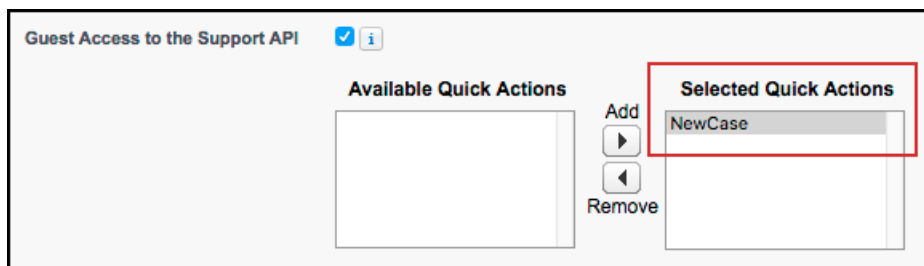 Guest Access to the Support API
i
Available Quick Actions
Add
Remove
Selected Quick Actions
NewCase